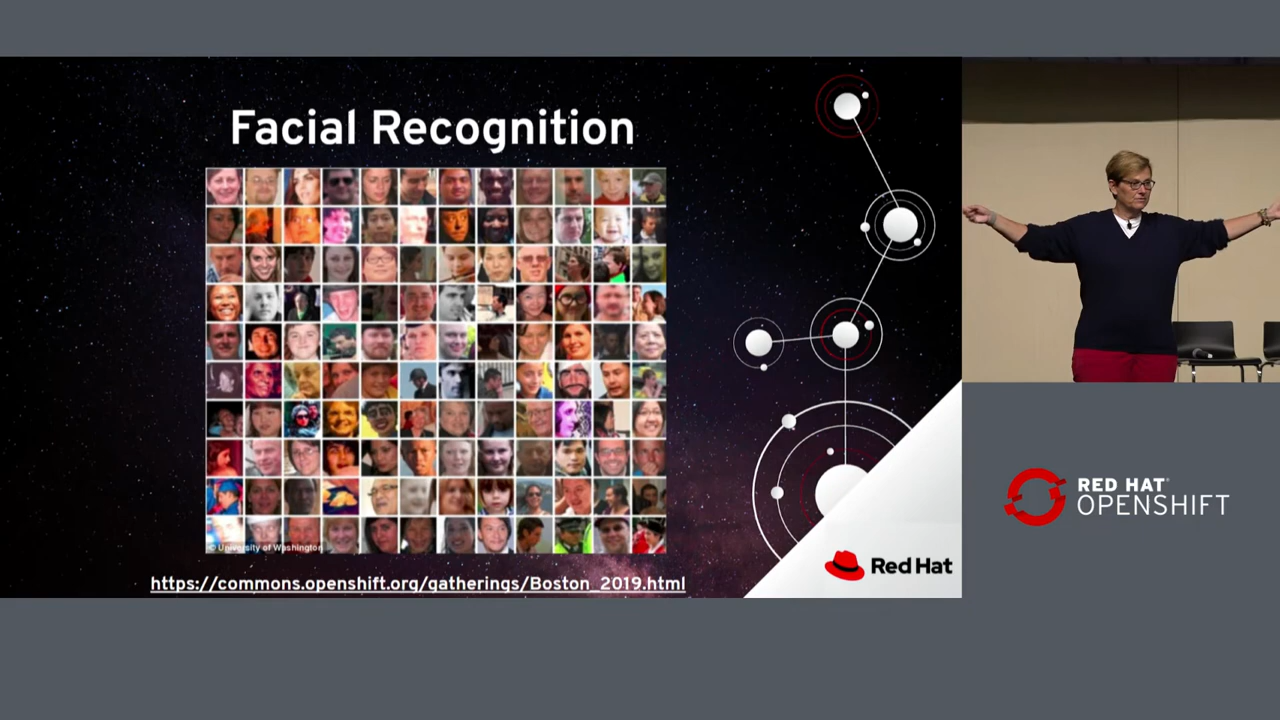 Facial Recognition
© University of Washington
https://commons.openshift.org/gatherings/Boston_2019.html
Red Hat
RED HAT®
OPENSHIFT